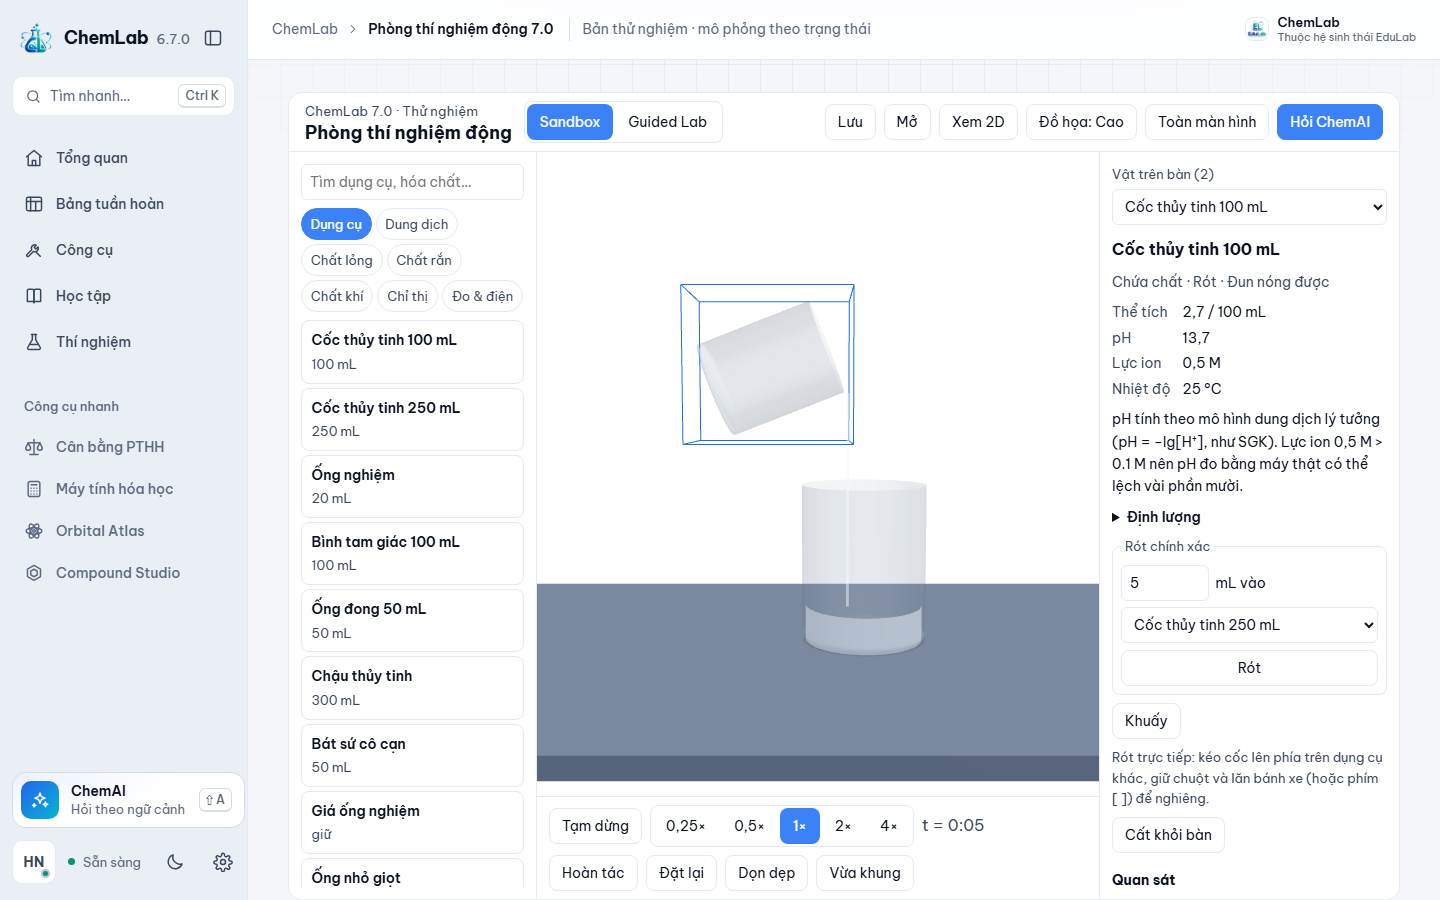 ChemLab 6.7.0
Tìm nhanh... Ctrl K
Tổng quan
Bảng tuần hoàn
Công cụ
Học tập
Thí nghiệm
Công cụ nhanh
Cân bằng PTHH
Máy tính hóa học
Orbital Atlas
Compound Studio
ChemAI
Hỏi theo ngữ cảnh
⇧A
HN
Sẵn sàng
ChemLab › Phòng thí nghiệm động 7.0
Bản thử nghiệm · mô phỏng theo trạng thái
ChemLab
Thuộc hệ sinh thái EduLab
ChemLab 7.0 · Thử nghiệm
Phòng thí nghiệm động
Sandbox
Guided Lab
Lưu
Mở
Xem 2D
Đồ họa: Cao
Toàn màn hình
Hỏi ChemAI
Tìm dụng cụ, hóa chất...
Dụng cụ
Dung dịch
Chất lỏng
Chất rắn
Chất khí
Chỉ thị
Đo & điện
Cốc thủy tinh 100 mL
100 mL
Cốc thủy tinh 250 mL
250 mL
Ống nghiệm
20 mL
Bình tam giác 100 mL
100 mL
Ống đong 50 mL
50 mL
Chậu thủy tinh
300 mL
Bát sứ cô cạn
50 mL
Giá ống nghiệm
giữ
Ống nhỏ giọt
Tạm dừng
0,25×
0,5×
1×
2×
4×
t = 0:05
Hoàn tác
Đặt lại
Dọn dẹp
Vừa khung
Vật trên bàn (2)
Cốc thủy tinh 100 mL
Cốc thủy tinh 100 mL
Chứa chất · Rót · Đun nóng được
Thể tích 2,7 / 100 mL
pH 13,7
Lực ion 0,5 M
Nhiệt độ 25 °C
pH tính theo mô hình dung dịch lý tưởng
(pH = −lg[H⁺], như SGK). Lực ion 0,5 M >
0.1 M nên pH đo bằng máy thật có thể
lệch vài phần mười.
Định lượng
Rót chính xác
5 mL vào
Cốc thủy tinh 250 mL
Rót
Khuấy
Rót trực tiếp: kéo cốc lên phía trên dụng cụ
khác, giữ chuột và lăn bánh xe (hoặc phím
[ ]) để nghiêng.
Cất khỏi bàn
Quan sát